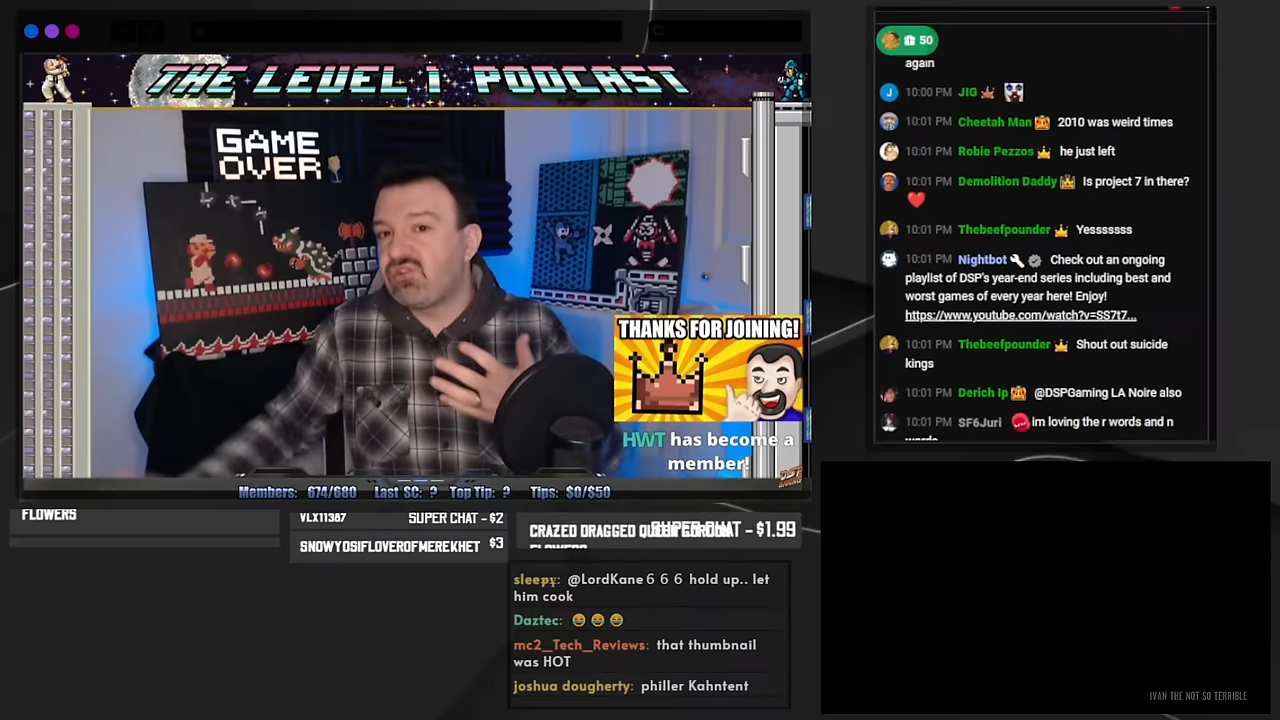 THE LEVEL 1 PODCAST
GAME
OVER
THANKS FOR JOINING!
HWT has become a
member!
Members: 674/680 Last SC: ? Top Tip: ? Tips: $0/$50
50
again
10:00 PM JIG
10:01 PM Cheetah Man 2010 was weird times
10:01 PM Robie Pezzos he just left
10:01 PM Demolition Daddy Is project 7 in there?
10:01 PM Thebeefpounder Yesssssss
10:01 PM Nightbot Check out an ongoing
playlist of DSP's year-end series including best and
worst games of every year here! Enjoy!
https://www.youtube.com/watch?v=SS7t7...
10:01 PM Thebeefpounder Shout out suicide
kings
10:01 PM Derich Ip @DSPGaming LA Noire also
10:01 PM SF6Juri im loving the r words and n
words
FLOWERS
VLX11387 SUPER CHAT - $2
SNOWYOSIFLOVEROFMEREKHET $3
CRAZED DRAGGED SUPER CHAT - $1.99
FLOWERS
sleepy: @LordKane６６６ hold up.. let
him cook
Daztec:
mc2_Tech_Reviews: that thumbnail
was HOT
joshua dougherty: philler Kahntent
IVAN THE NOT SO TERRIBLE